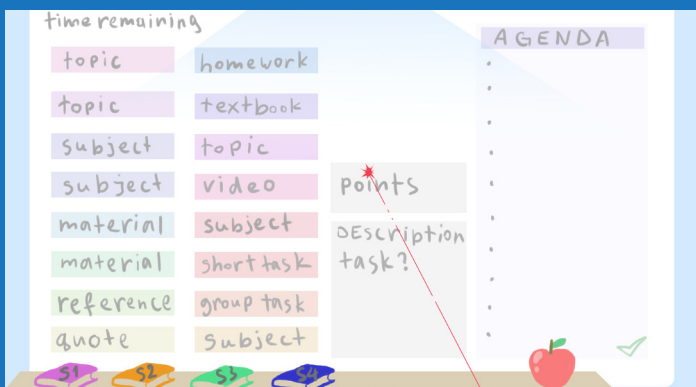 time remaining
topic
homework
topic
textbook
subject
topic
subject
video
material
subject
material
short task
reference
group task
quote
subject
points
DEscription
task?
AGENDA
S1
S2
S3
S4